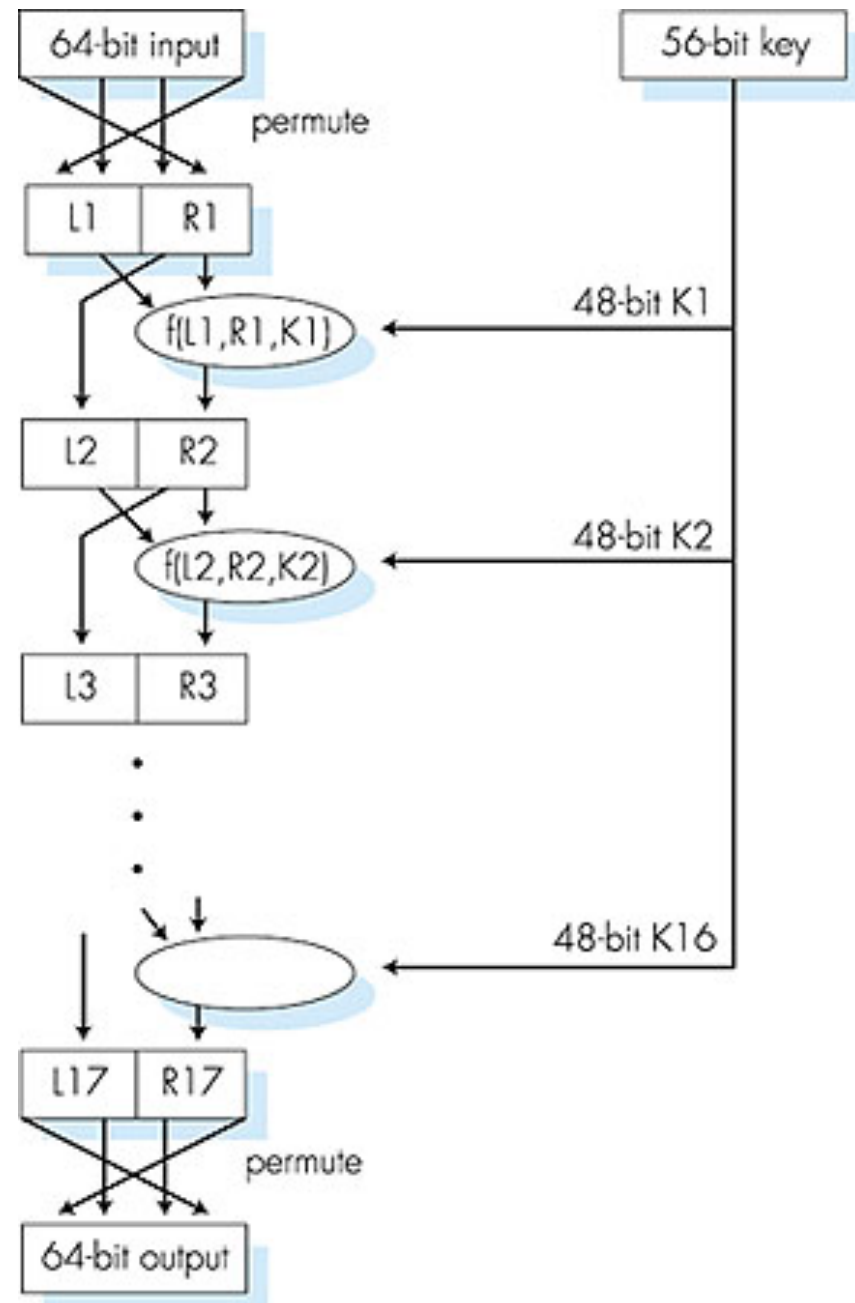 64-bit input
56-bit key
permute
L1 R1
48-bit K1
f(L1,R1,K1)
L2 R2
48-bit K2
f(L2,R2,K2)
L3 R3
48-bit K16
L17 R17
permute
64-bit output